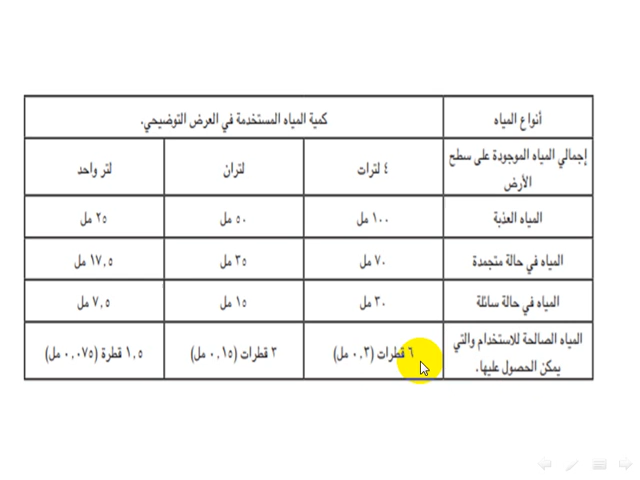 أنواع المياه
كمية المياه المستخدمة في العرض التوضيحي.
إجمالي المياه الموجودة على سطح
الأرض
٤ لترات
لتران
لتر واحد
المياه العذبة
١٠٠ مل
٥٠ مل
٢٥ مل
المياه في حالة متجمدة
٧٠ مل
٣٥ مل
١٧,٥ مل
المياه في حالة سائلة
٣٠ مل
١٥ مل
٧,٥ مل
المياه الصالحة للاستخدام والتي
يمكن الحصول عليها.
٦ قطرات (٠,٣ مل)
٣ قطرات (٠,١٥ مل)
١,٥ قطرة (٠,٠٧٥ مل)